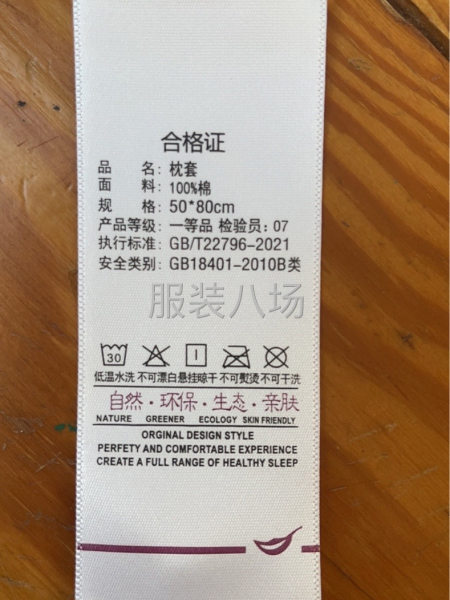 合格证
品 名：枕套
面 料：100%棉
规 格：50*80cm
产品等级：一等品 检验员：07
执行标准：GB/T22796-2021
安全类别：GB18401-2010B类
服装八场
30
低温水洗 不可漂白 悬挂晾干 不可熨烫 不可干洗
自然·环保·生态·亲肤
NATURE GREENER ECOLOGY SKIN FRIENDLY
ORGINAL DESIGN STYLE
PERFETY AND COMFORTABLE EXPERIENCE
CREATE A FULL RANGE OF HEALTHY SLEEP